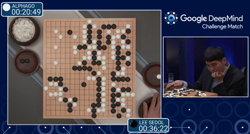 ALPHAGO
00:20:49
Google DeepMind
Challenge Match
LEE SEDOL
00:36:22